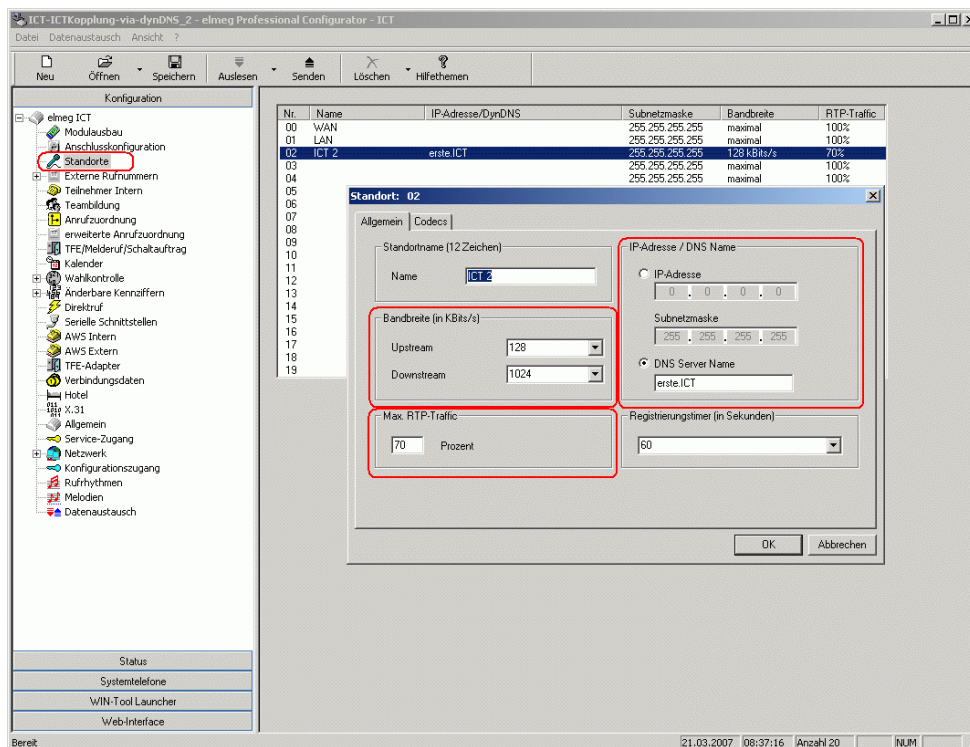 ICT-ICTKopplung-via-dynDNS_2 - elmeg Professional Configurator - ICT
Datei Datenaustausch Ansicht ?
Neu Öffnen Speichern Auslesen Senden Löschen Hilfethemen
Konfiguration
elmeg ICT
Modulausbau
Anschlusskonfiguration
Standorte
Externe Rufnummern
Teilnehmer Intern
Teambildung
Anrufzuordnung
erweiterte Anrufzuordnung
TFE/Melderuf/Schaltauftrag
Kalender
Wahlkontrolle
Änderbare Kennziffern
Direktruf
Serielle Schnittstellen
AWS Intern
AWS Extern
TFE-Adapter
Verbindungsdaten
Hotel
X.31
Allgemein
Service-Zugang
Netzwerk
Konfigurationszugang
Rufrhythmen
Melodien
Datenaustausch
Status
Systemtelefone
WIN-Tool Launcher
Web-Interface
Nr. Name IP-Adresse/DynDNS Subnetzmaske Bandbreite RTP-Traffic
00 WAN 255.255.255.255 maximal 100%
01 LAN 255.255.255.255 maximal 100%
02 ICT 2 erste.ICT 255.255.255.255 128 kBits/s 70%
03 255.255.255.255 maximal 100%
04 255.255.255.255 maximal 100%
05
06
07
08
09
10
11
12
13
14
15
16
17
18
19
Standort: 02
Allgemein Codecs
Standortname (12 Zeichen)
Name ICT 2
Bandbreite (in KBits/s)
Upstream 128
Downstream 1024
Max. RTP-Traffic
70 Prozent
IP-Adresse / DNS Name
IP-Adresse
0 . 0 . 0 . 0
Subnetzmaske
255 . 255 . 255 . 255
DNS Server Name
erste.ICT
Registrierungstimer (in Sekunden)
60
OK Abbrechen
Bereit 21.03.2007 08:37:16 Anzahl 20 NUM